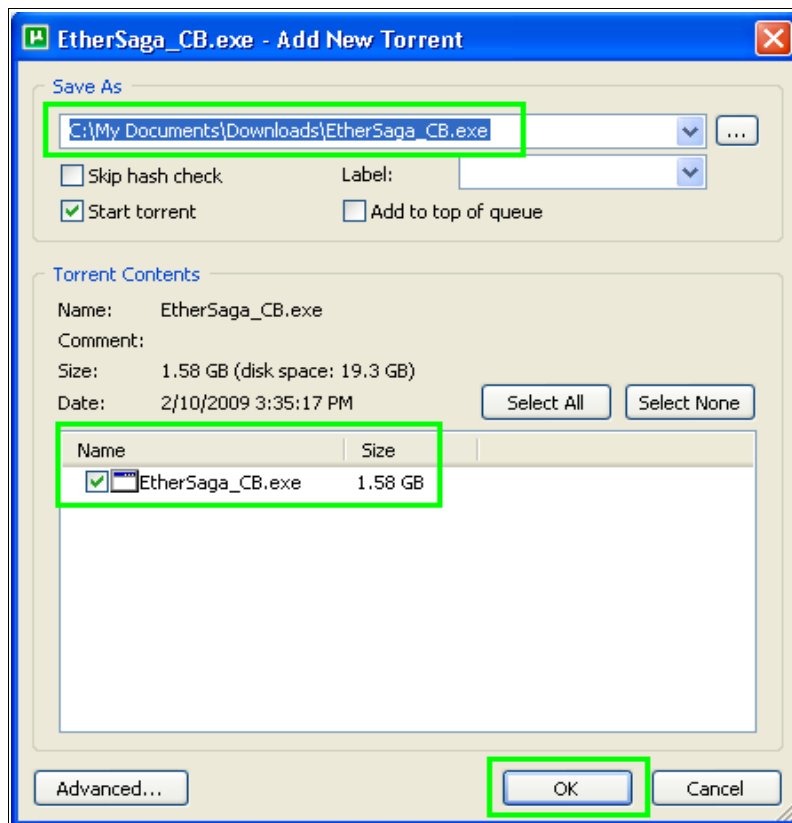 EtherSaga_CB.exe - Add New Torrent
Save As
C:\My Documents\Downloads\EtherSaga_CB.exe
...
Skip hash check Label:
Start torrent Add to top of queue
Torrent Contents
Name: EtherSaga_CB.exe
Comment:
Size: 1.58 GB (disk space: 19.3 GB)
Date: 2/10/2009 3:35:17 PM Select All Select None
Name Size
EtherSaga_CB.exe 1.58 GB
Advanced... OK Cancel